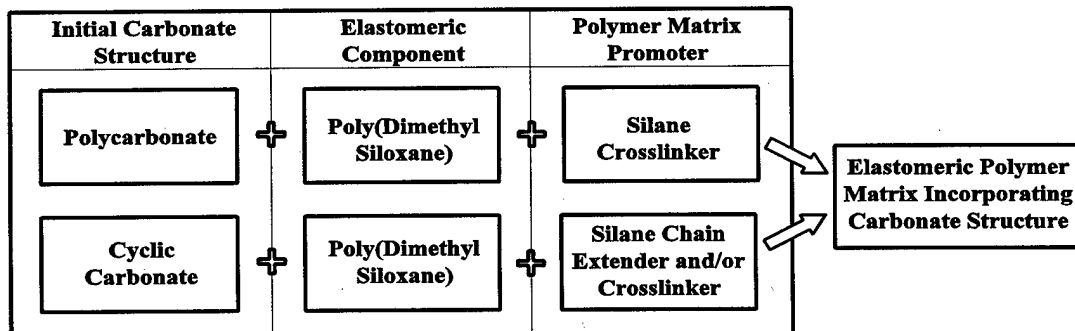 Initial Carbonate
Structure
Elastomeric
Component
Polymer Matrix
Promoter
Polycarbonate
Poly(Dimethyl
Siloxane)
Silane
Crosslinker
Elastomeric Polymer
Matrix Incorporating
Carbonate Structure
Cyclic
Carbonate
Poly(Dimethyl
Siloxane)
Silane Chain
Extender and/or
Crosslinker